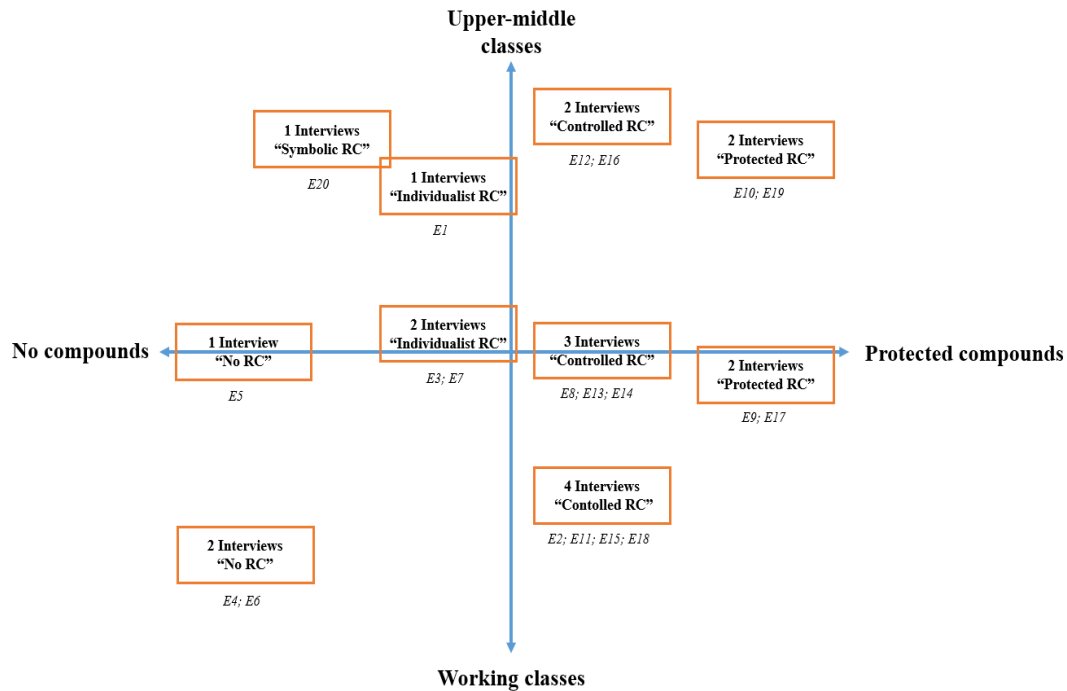 Upper-middle
classes
2 Interviews
“Controlled RC”
E12; E16
1 Interviews
“Symbolic RC”
E20
2 Interviews
“Protected RC”
E10; E19
1 Interviews
“Individualist RC”
E1
No compounds
1 Interview
“No RC”
E5
2 Interviews
“Individualist RC”
E3; E7
3 Interviews
“Controlled RC”
E8; E13; E14
2 Interviews
“Protected RC”
E9; E17
Protected compounds
4 Interviews
“Contolled RC”
E2; E11; E15; E18
2 Interviews
“No RC”
E4; E6
Working classes